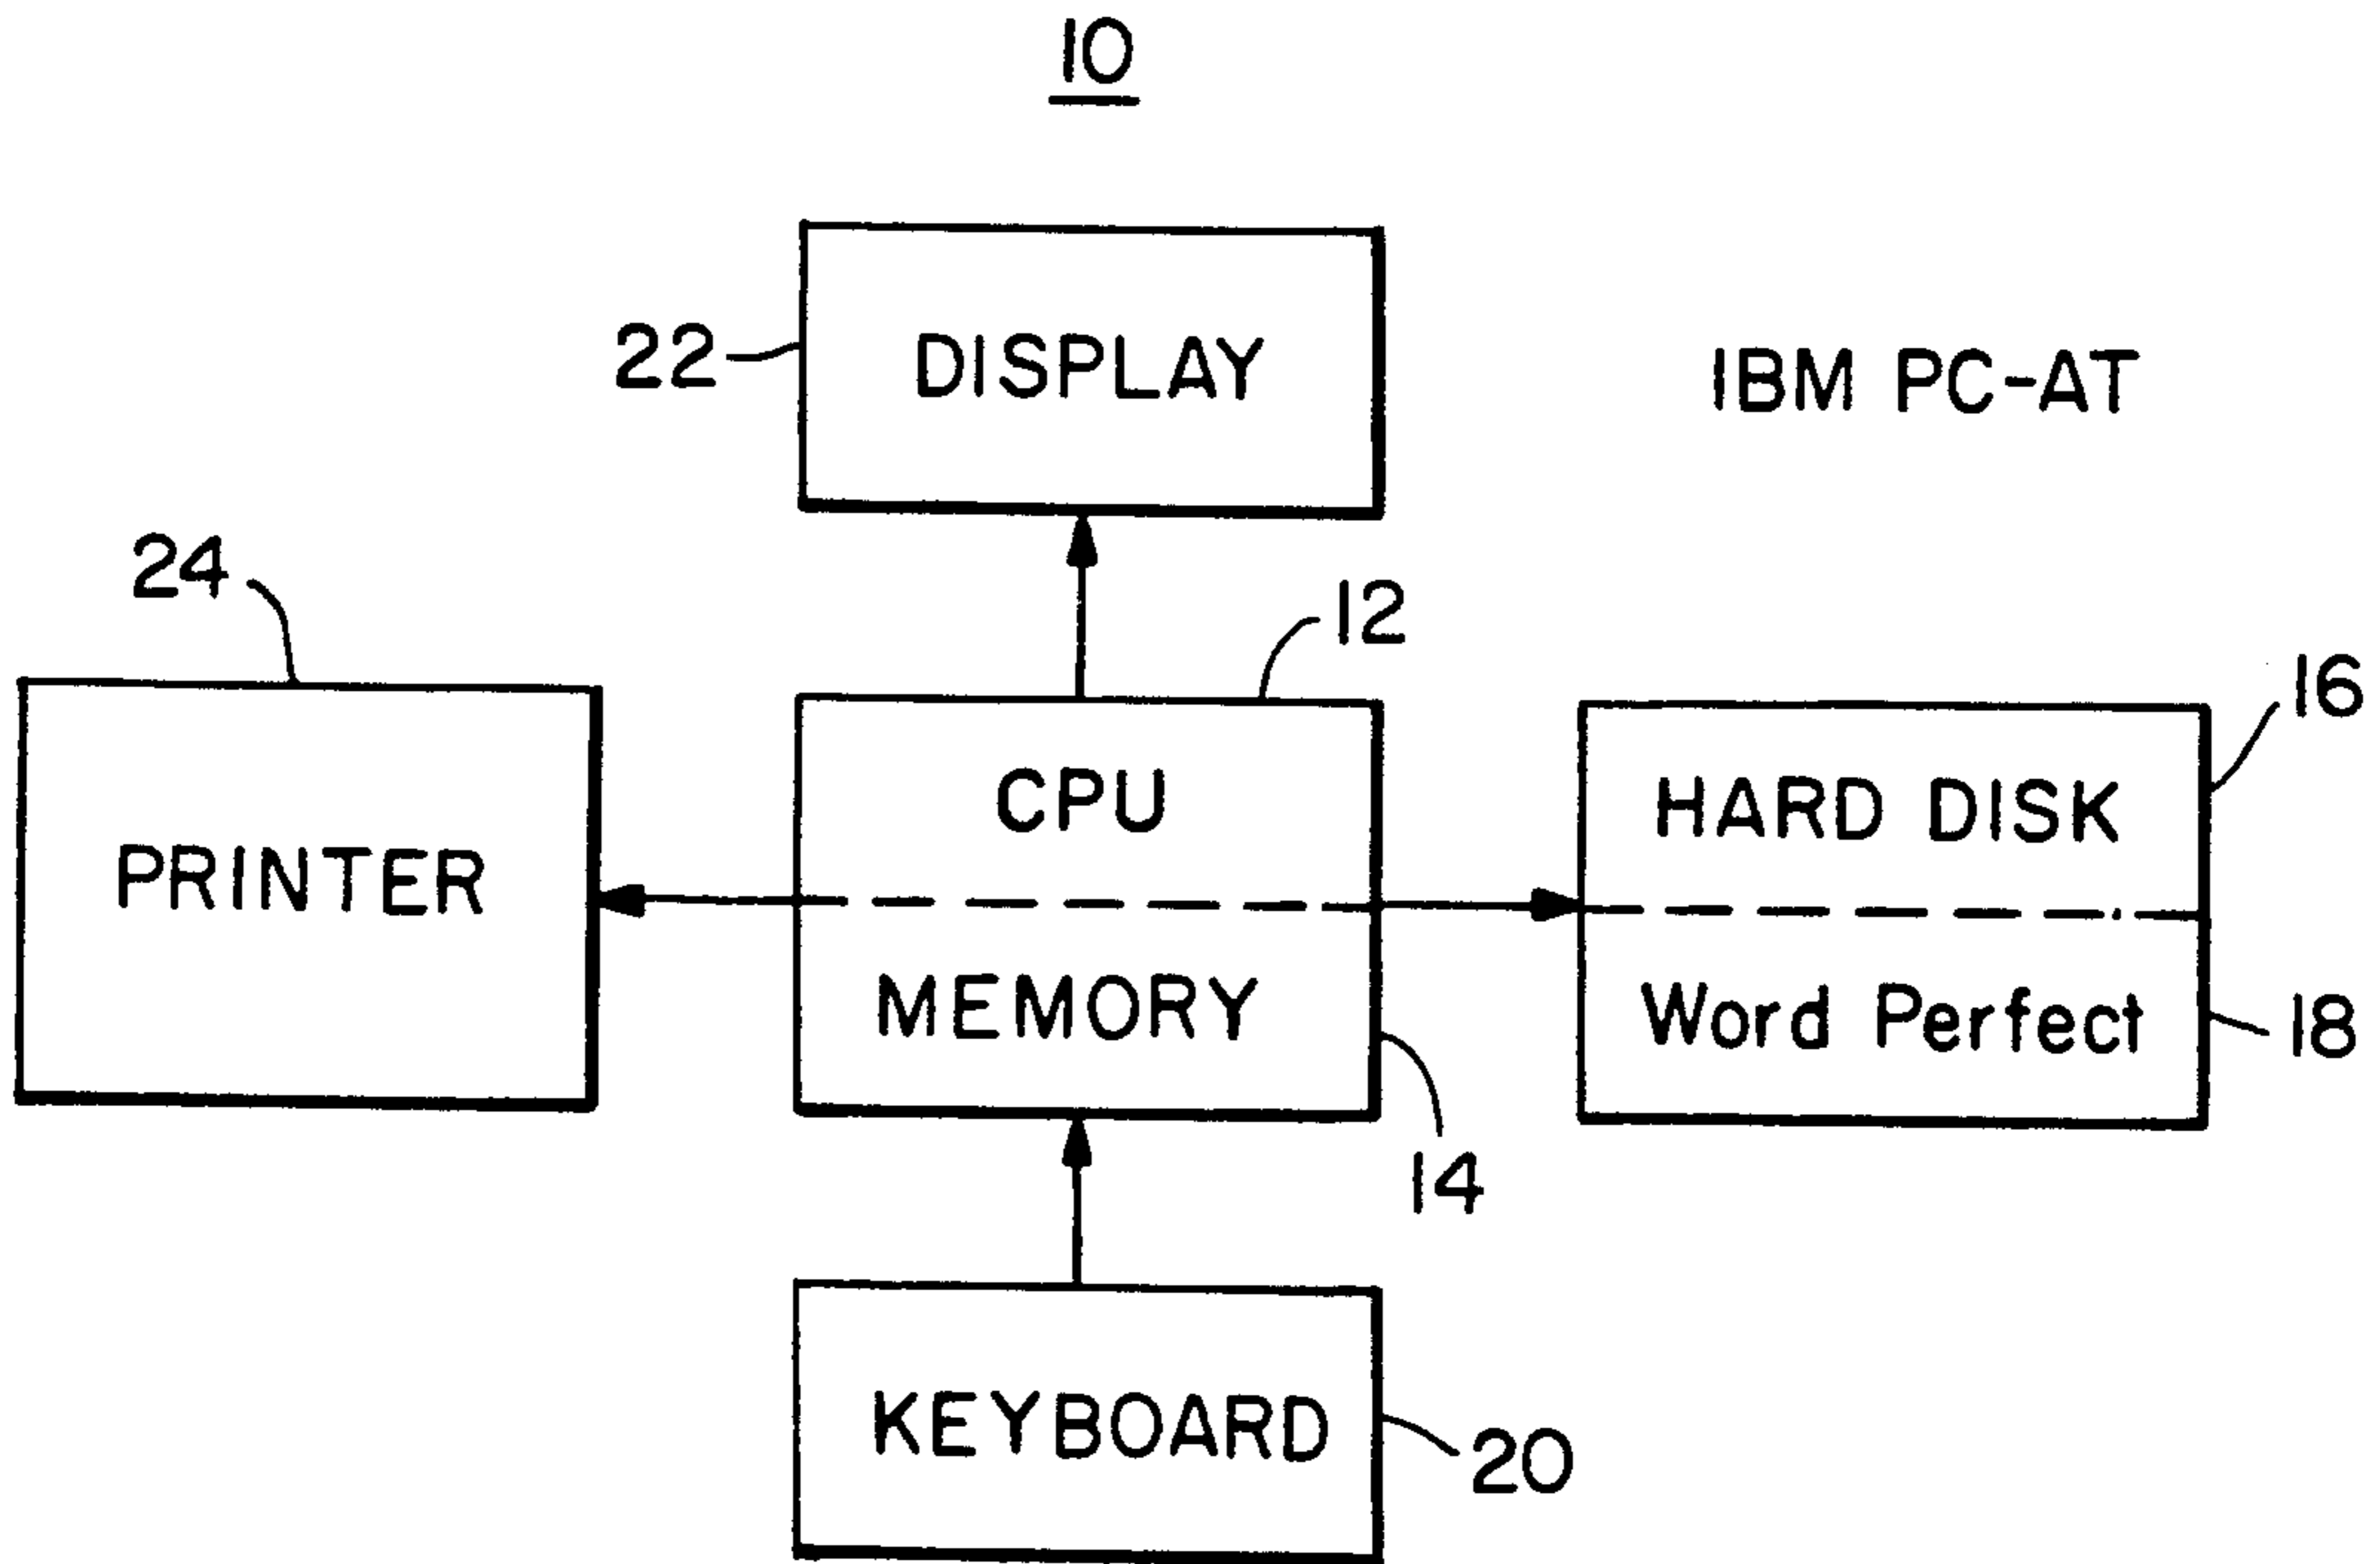 10
22
DISPLAY
IBM PC-AT
24
12
16
PRINTER
CPU
HARD DISK
MEMORY
Word Perfect
18
14
KEYBOARD
20